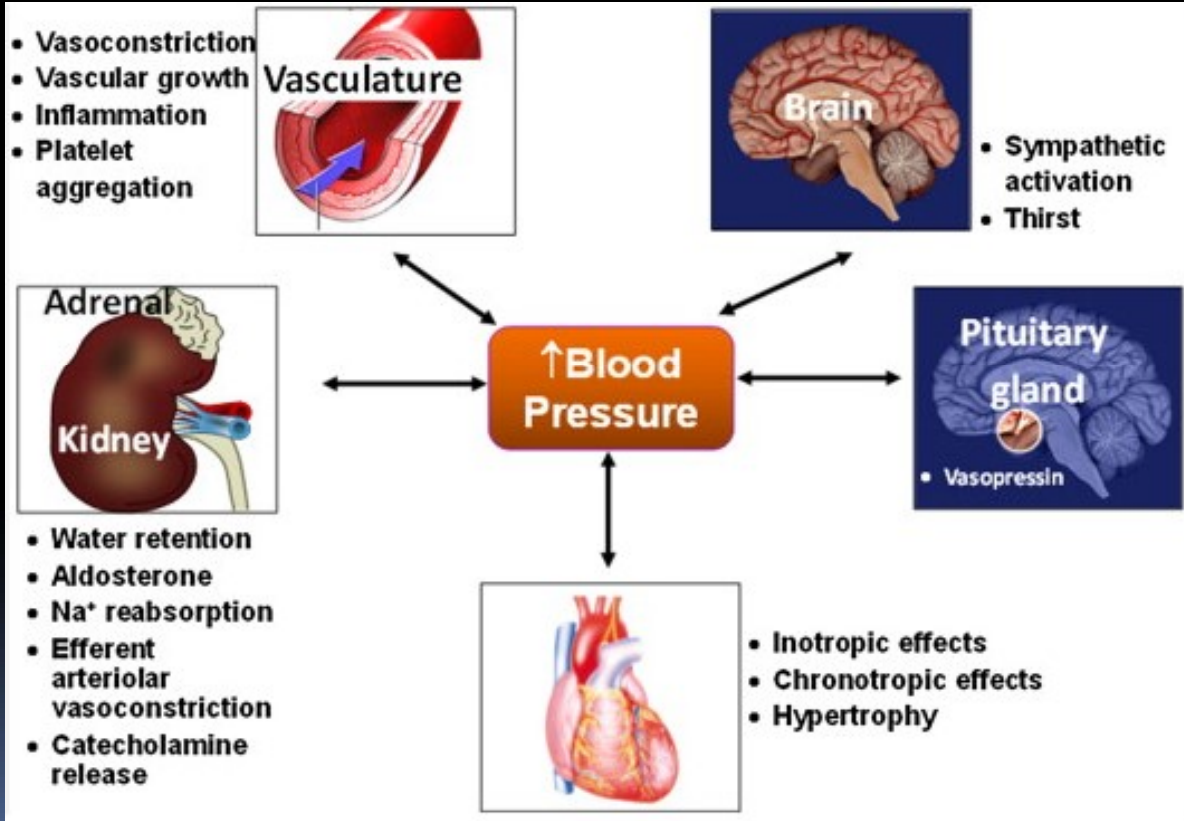 • Vasoconstriction
• Vascular growth
• Inflammation
• Platelet
aggregation
Vasculature
Brain
• Sympathetic
activation
• Thirst
Adrenal
Kidney
• Water retention
• Aldosterone
• Na⁺ reabsorption
• Efferent
arteriolar
vasoconstriction
• Catecholamine
release
↑Blood
Pressure
Pituitary
gland
• Vasopressin
• Inotropic effects
• Chronotropic effects
• Hypertrophy